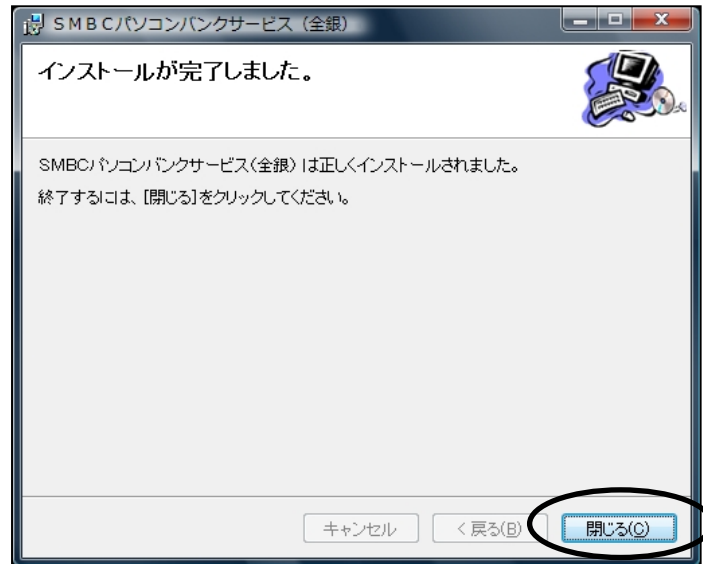 SMBCパソコンバンクサービス（全銀）
インストールが完了しました。
SMBCパソコンバンクサービス(全銀) は正しくインストールされました。
終了するには、[閉じる]をクリックしてください。
キャンセル < 戻る(B) 閉じる(C)